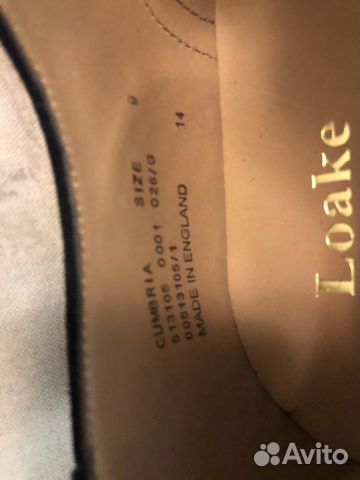 CUMBRIA SIZE 9
513105 0001 026/G
00513105/1 14
MADE IN ENGLAND
Loake
Avito